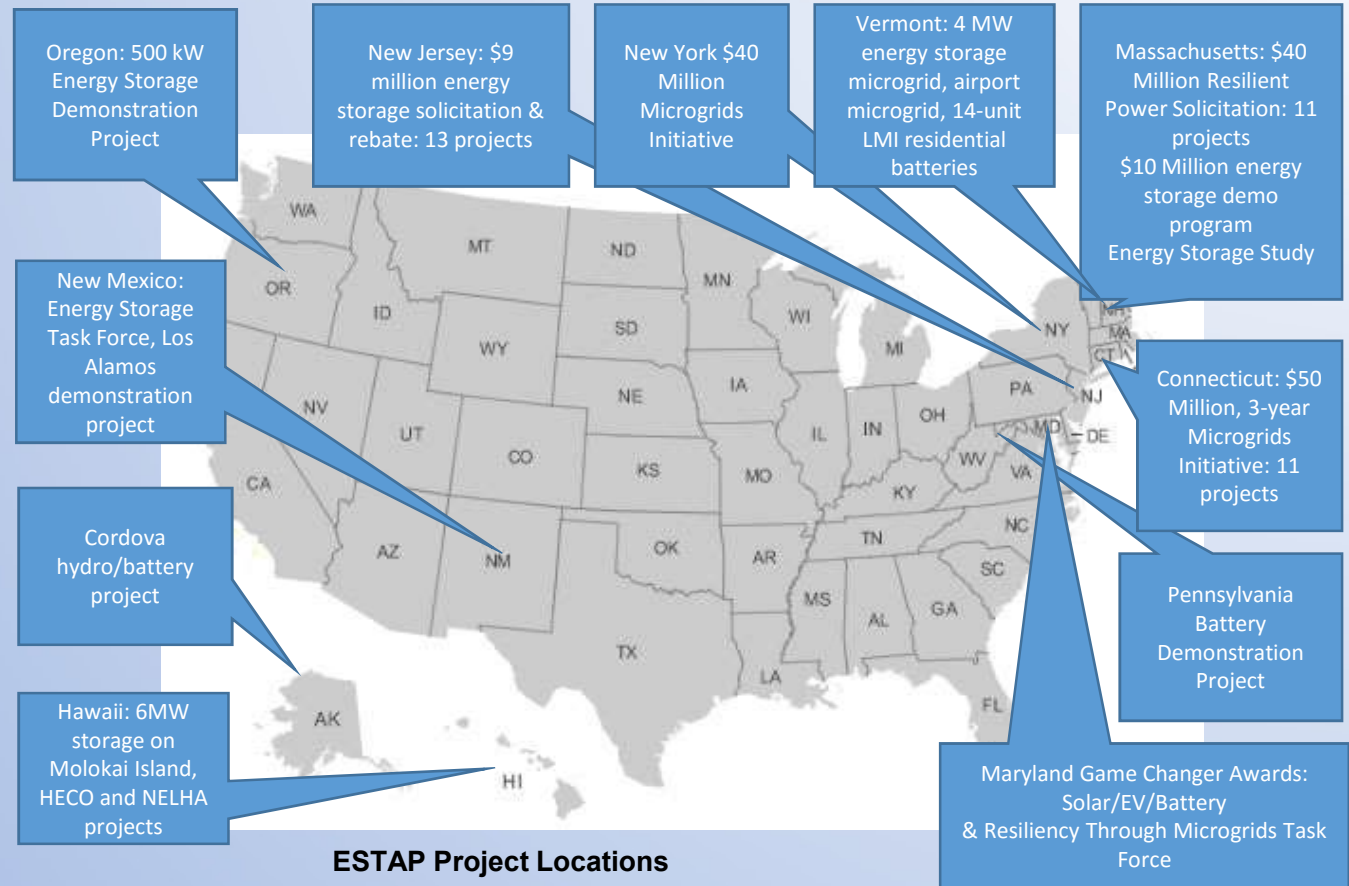 Oregon: 500 kW
Energy Storage
Demonstration
Project
New Jersey: $9
million energy
storage solicitation &
rebate: 13 projects
New York $40
Million
Microgrids
Initiative
Vermont: 4 MW
energy storage
microgrid, airport
microgrid, 14-unit
LMI residential
batteries
Massachusetts: $40
Million Resilient
Power Solicitation: 11
projects
$10 Million energy
storage demo
program
Energy Storage Study
New Mexico:
Energy Storage
Task Force, Los
Alamos
demonstration
project
Connecticut: $50
Million, 3-year
Microgrids
Initiative: 11
projects
Cordova
hydro/battery
project
Pennsylvania
Battery
Demonstration
Project
Hawaii: 6MW
storage on
Molokai Island,
HECO and NELHA
projects
Maryland Game Changer Awards:
Solar/EV/Battery
& Resiliency Through Microgrids Task
Force
WA
MT
ND
MN
OR
ID
SD
WI
MI
NY
NH
MA
CT
WY
IA
NE
PA
NJ
NV
UT
CO
IL
IN
OH
MD
DE
WV
VA
CA
KS
MO
KY
AZ
NM
OK
AR
TN
NC
SC
MS
AL
GA
TX
LA
FL
AK
HI
ESTAP Project Locations